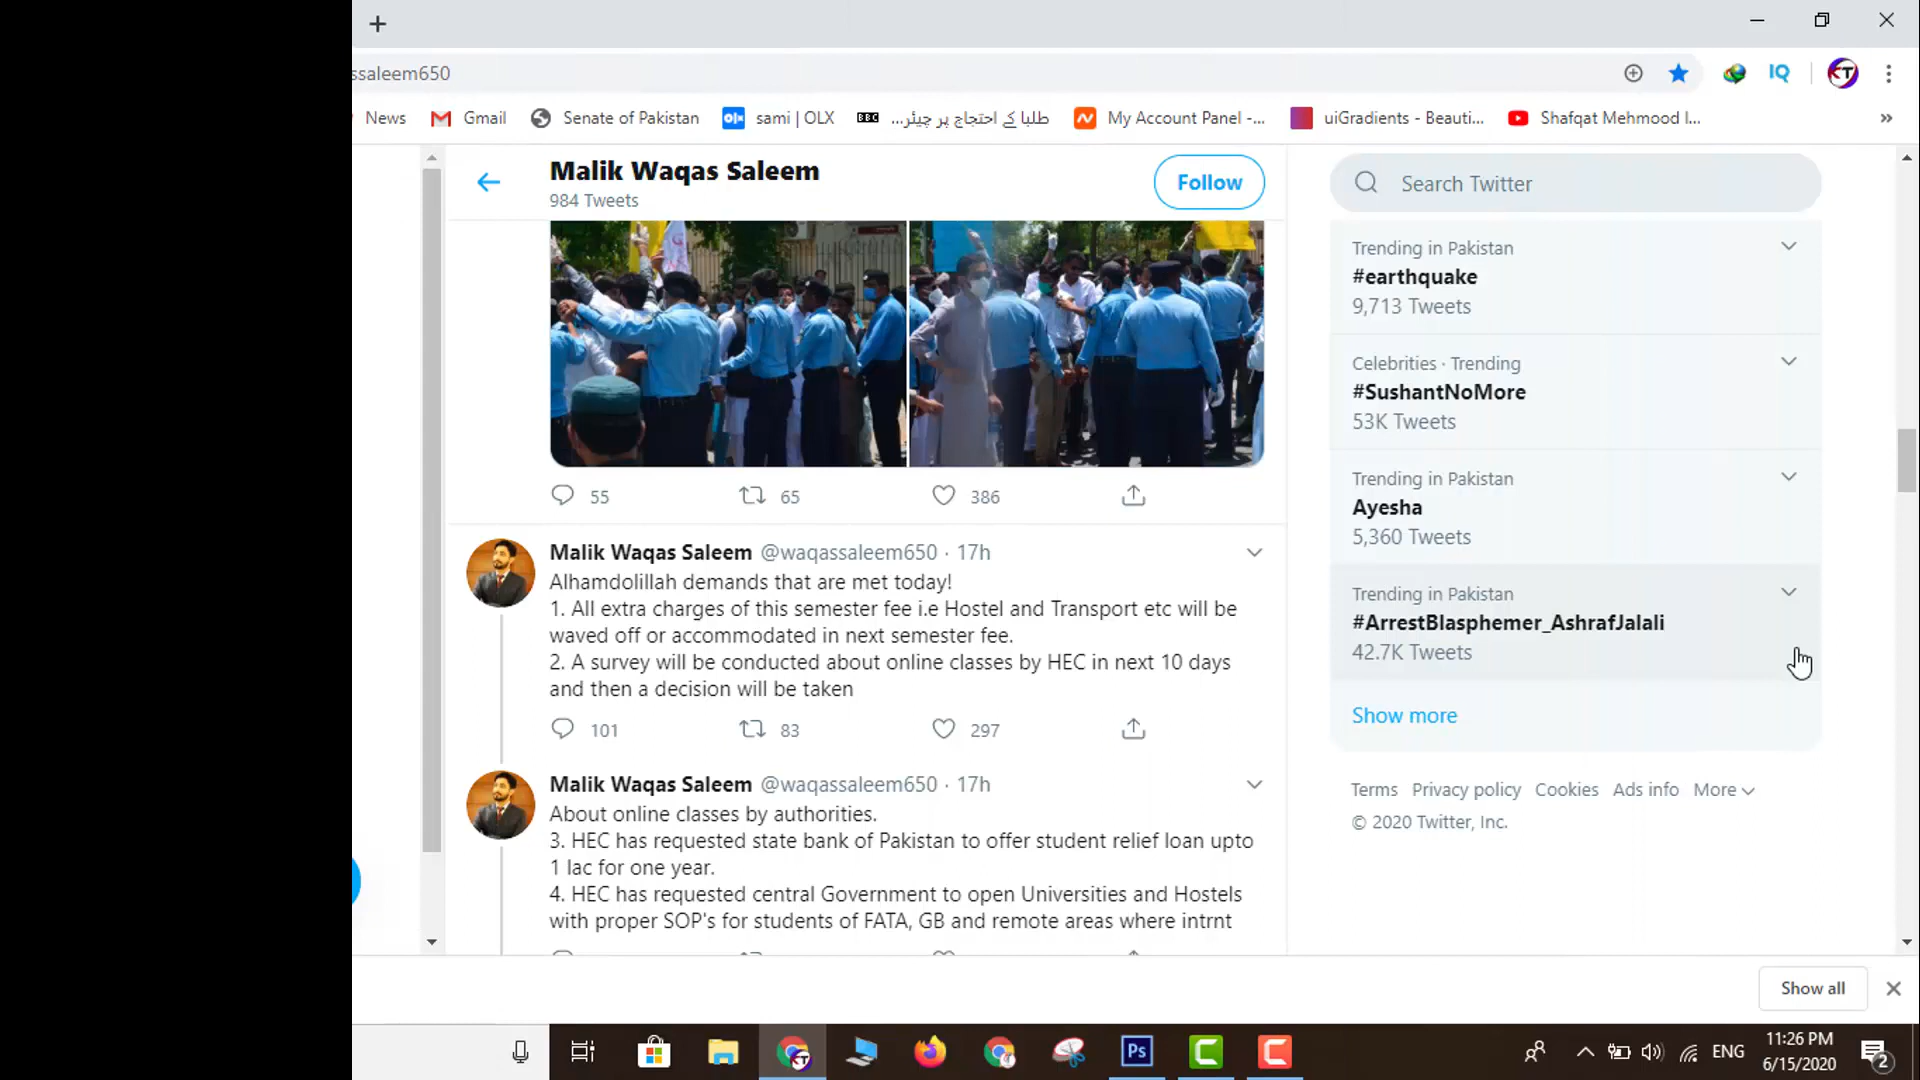 ssaleem650
News
Gmail
Senate of Pakistan
sami | OLX
BBC
طلبا کے احتجاج پر چیئر...
My Account Panel -...
uiGradients - Beauti...
Shafqat Mehmood I...
»
Malik Waqas Saleem
984 Tweets
Follow
Search Twitter
55
65
386
Malik Waqas Saleem @waqassaleem650 · 17h
Alhamdolillah demands that are met today!
1. All extra charges of this semester fee i.e Hostel and Transport etc will be
waved off or accommodated in next semester fee.
2. A survey will be conducted about online classes by HEC in next 10 days
and then a decision will be taken
101
83
297
Malik Waqas Saleem @waqassaleem650 · 17h
About online classes by authorities.
3. HEC has requested state bank of Pakistan to offer student relief loan upto
1 lac for one year.
4. HEC has requested central Government to open Universities and Hostels
with proper SOP's for students of FATA, GB and remote areas where intrnt
Trending in Pakistan
#earthquake
9,713 Tweets
Celebrities · Trending
#SushantNoMore
53K Tweets
Trending in Pakistan
Ayesha
5,360 Tweets
Trending in Pakistan
#ArrestBlasphemer_AshrafJalali
42.7K Tweets
Show more
Terms Privacy policy Cookies Ads info More
© 2020 Twitter, Inc.
Show all
ENG
11:26 PM
6/15/2020
2
IQ
KT
Ps